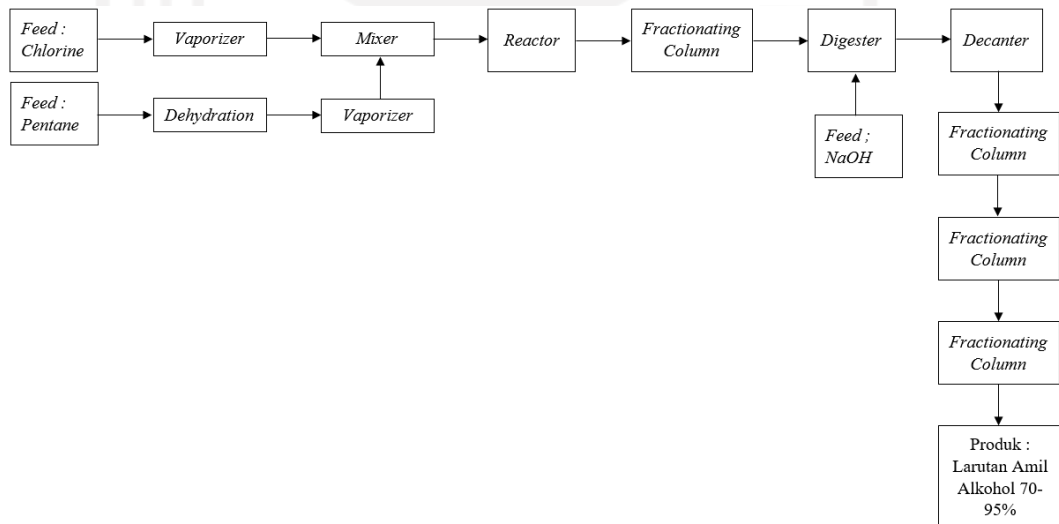 Feed :
Chlorine
Vaporizer
Mixer
Reactor
Fractionating
Column
Digester
Decanter
Feed :
Pentane
Dehydration
Vaporizer
Feed ;
NaOH
Fractionating
Column
Fractionating
Column
Fractionating
Column
Produk :
Larutan Amil
Alkohol 70-
95%